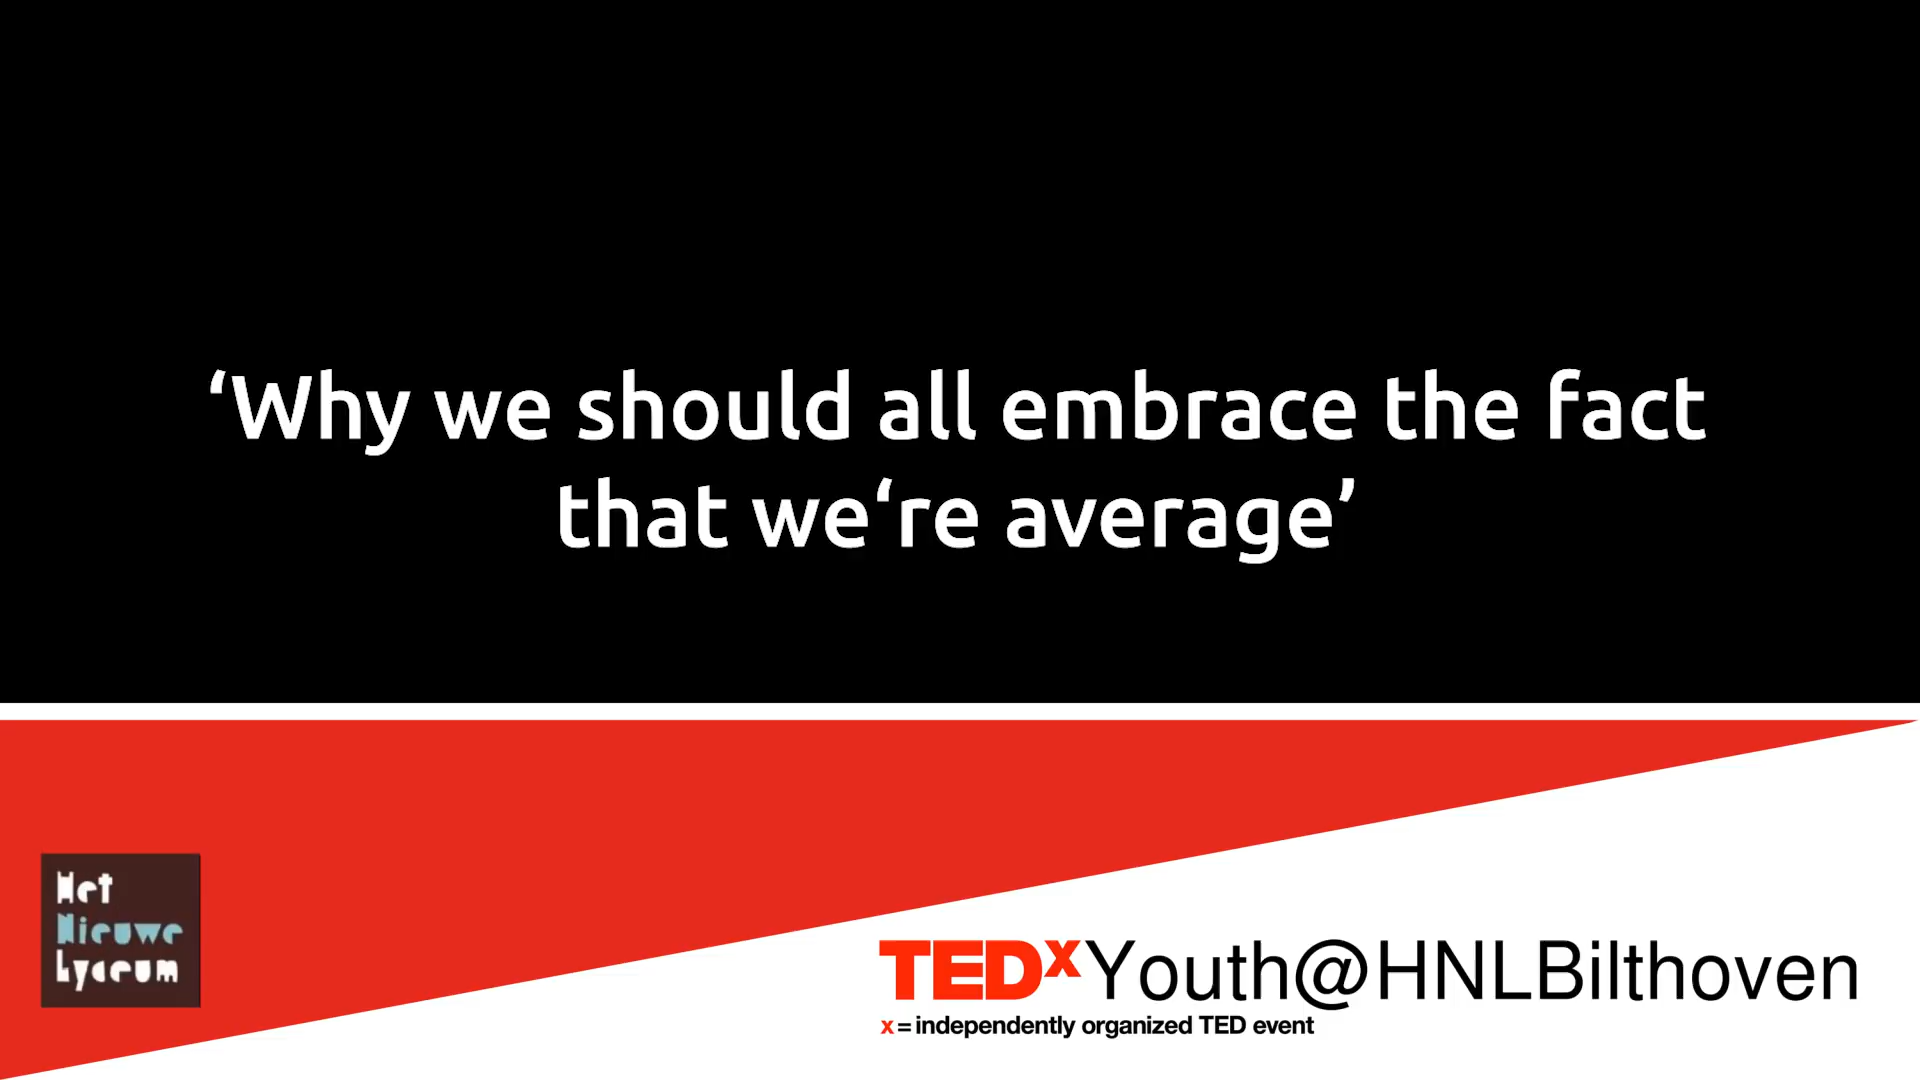 ‘Why we should all embrace the fact
that we‘re average’
Het
Nieuwe
Lyceum
TEDxYouth@HNLBilthoven
x = independently organized TED event